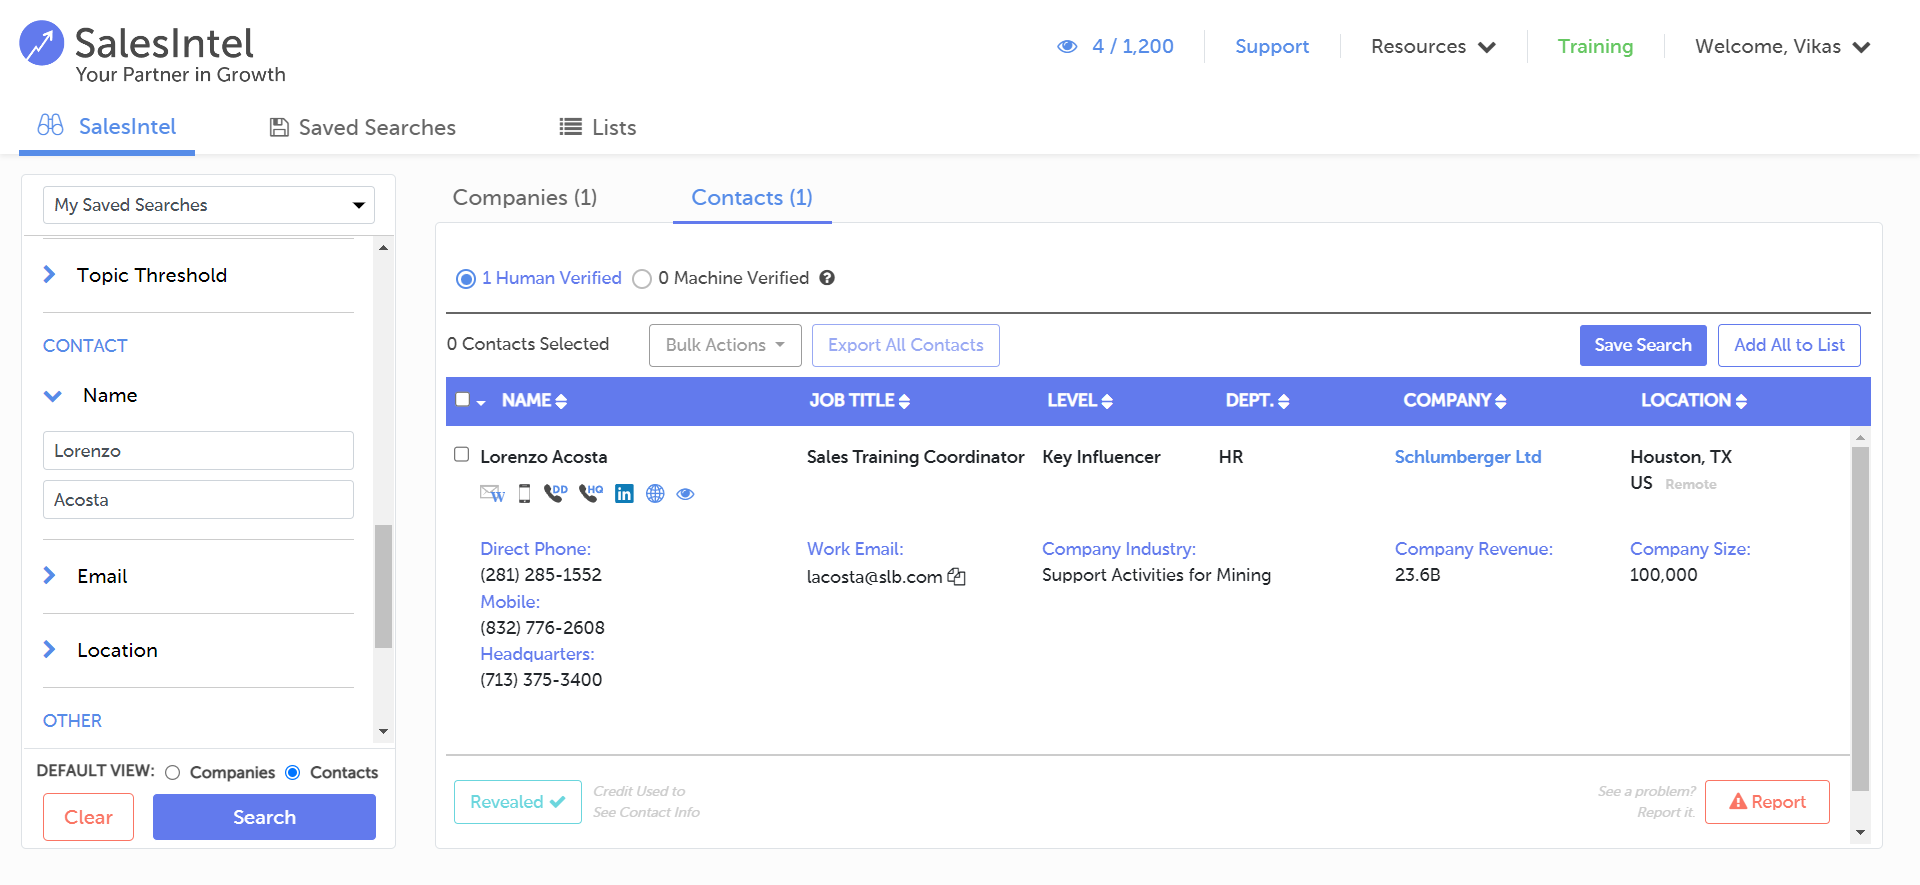 SalesIntel
Your Partner in Growth
4 / 1,200
Support
Resources
Training
Welcome, Vikas
SalesIntel
Saved Searches
Lists
My Saved Searches
Topic Threshold
CONTACT
Name
Lorenzo
Acosta
Email
Location
OTHER
DEFAULT VIEW: Companies Contacts
Clear
Search
Companies (1)
Contacts (1)
1 Human Verified 0 Machine Verified ?
0 Contacts Selected
Bulk Actions
Export All Contacts
Save Search
Add All to List
NAME JOB TITLE LEVEL DEPT. COMPANY LOCATION
Lorenzo Acosta
Sales Training Coordinator
Key Influencer
HR
Schlumberger Ltd
Houston, TX
US Remote
W DD HQ in
Direct Phone:
(281) 285-1552
Mobile:
(832) 776-2608
Headquarters:
(713) 375-3400
Work Email:
lacosta@slb.com
Company Industry:
Support Activities for Mining
Company Revenue:
23.6B
Company Size:
100,000
Revealed
Credit Used to
See Contact Info
See a problem?
Report it.
Report